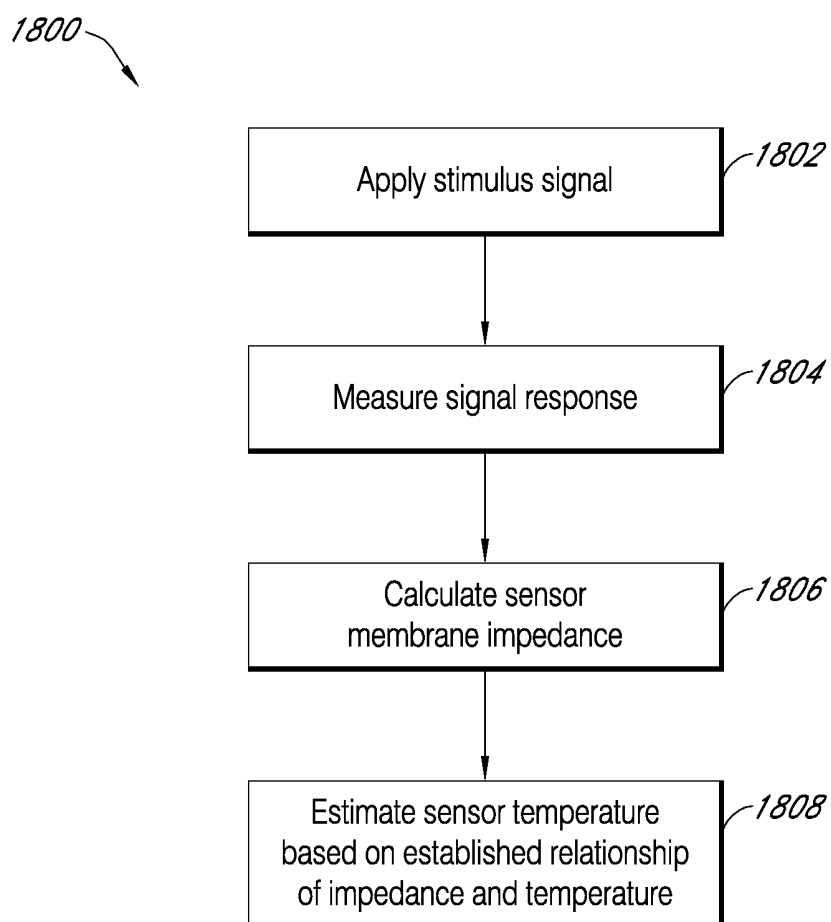 1800
Apply stimulus signal
1802
Measure signal response
1804
Calculate sensor
membrane impedance
1806
Estimate sensor temperature
based on established relationship
of impedance and temperature
1808